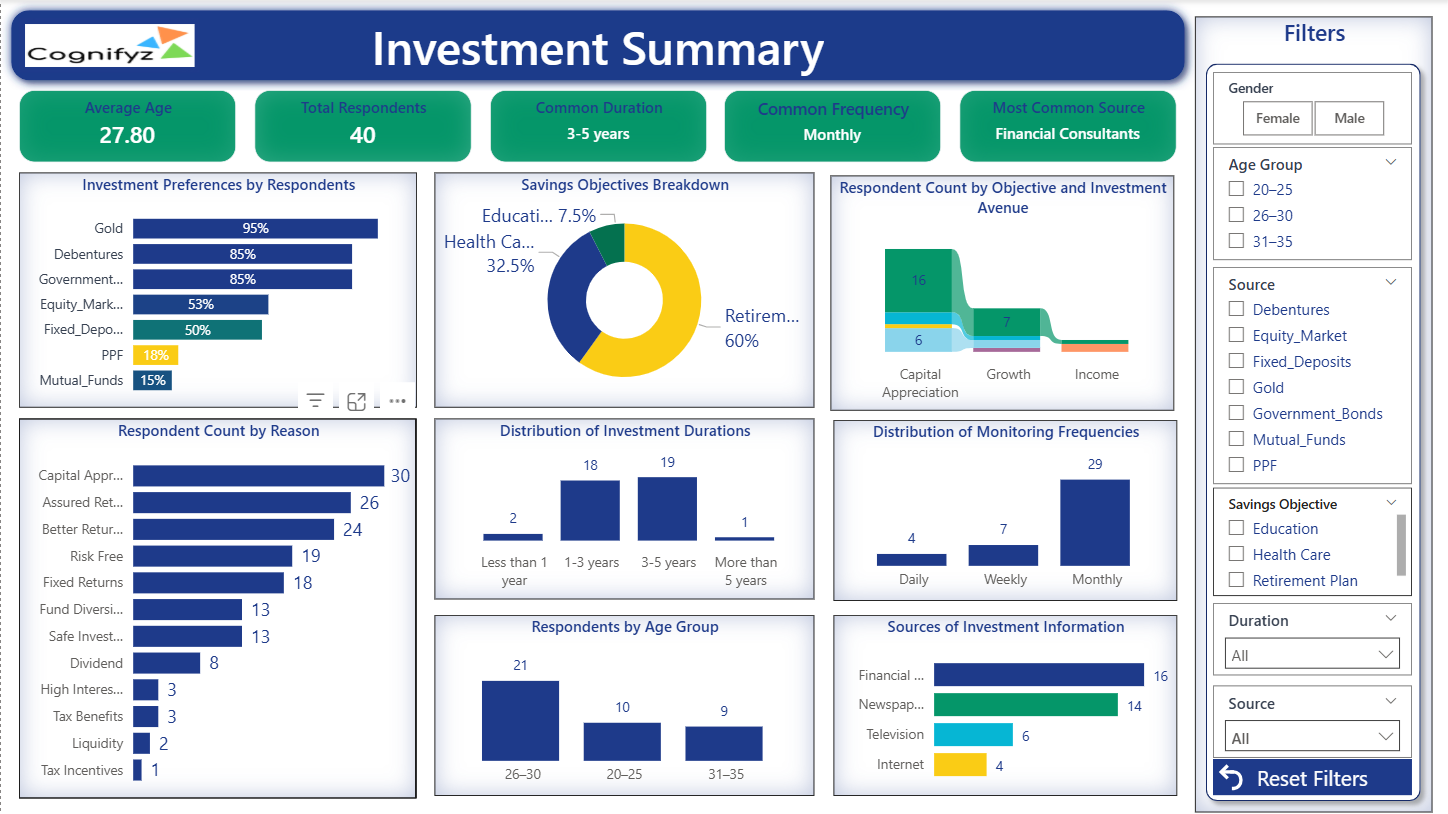 Cognifyz
Investment Summary
Average Age
27.80
Total Respondents
40
Common Duration
3-5 years
Common Frequency
Monthly
Most Common Source
Financial Consultants
Investment Preferences by Respondents
Gold 95%
Debentures 85%
Government... 85%
Equity_Mark... 53%
Fixed_Depo... 50%
PPF 18%
Mutual_Funds 15%
Savings Objectives Breakdown
Educati... 7.5%
Health Ca...
32.5%
Retirem...
60%
Respondent Count by Objective and Investment
Avenue
16
7
6
Capital
Appreciation
Growth
Income
Respondent Count by Reason
Capital Appr... 30
Assured Ret... 26
Better Retur... 24
Risk Free 19
Fixed Returns 18
Fund Diversi... 13
Safe Invest... 13
Dividend 8
High Interes... 3
Tax Benefits 3
Liquidity 2
Tax Incentives 1
Distribution of Investment Durations
2 18 19 1
Less than 1
year
1-3 years
3-5 years
More than
5 years
Distribution of Monitoring Frequencies
4 7 29
Daily Weekly Monthly
Respondents by Age Group
21 10 9
26–30 20–25 31–35
Sources of Investment Information
Financial ... 16
Newspap... 14
Television 6
Internet 4
Filters
Gender
Female Male
Age Group
20–25
26–30
31–35
Source
Debentures
Equity_Market
Fixed_Deposits
Gold
Government_Bonds
Mutual_Funds
PPF
Savings Objective
Education
Health Care
Retirement Plan
Duration
All
Source
All
Reset Filters